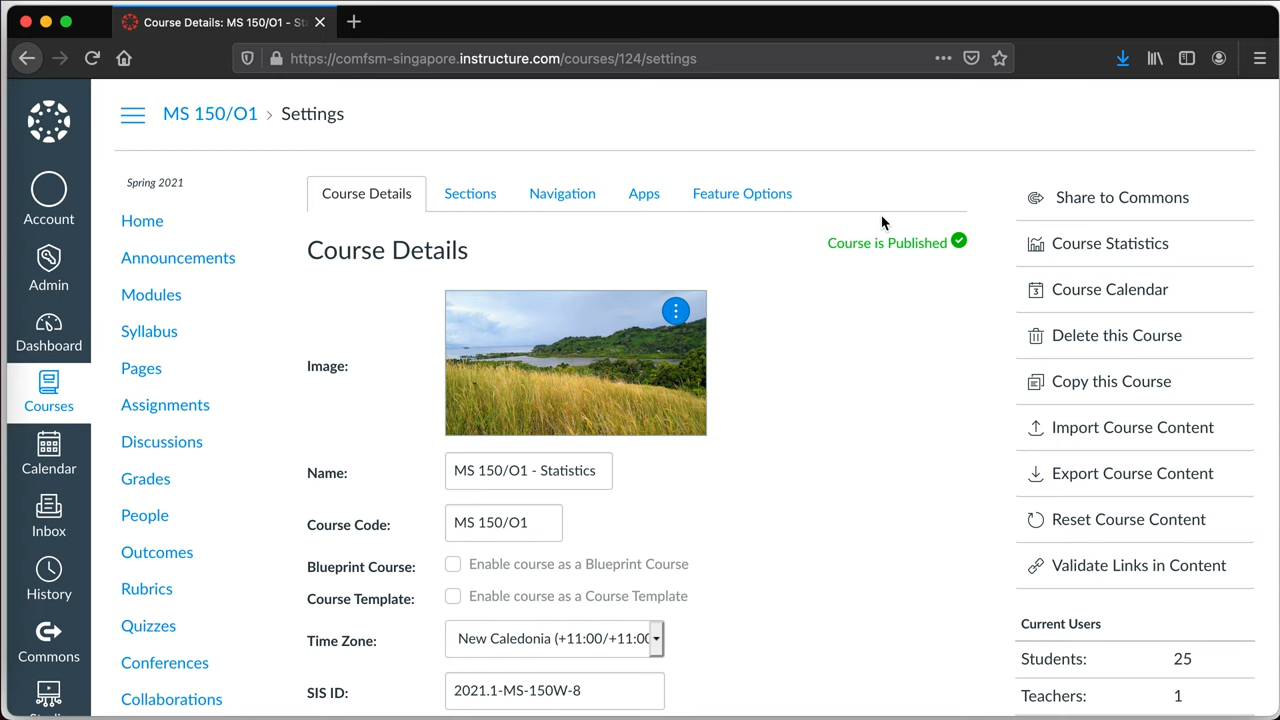 Course Details: MS 150/O1 - St
https://comfsm-singapore.instructure.com/courses/124/settings
MS 150/O1 > Settings
Account
Admin
Dashboard
Courses
Calendar
Inbox
History
Commons
Spring 2021
Home
Announcements
Modules
Syllabus
Pages
Assignments
Discussions
Grades
People
Outcomes
Rubrics
Quizzes
Conferences
Collaborations
Course Details Sections Navigation Apps Feature Options
Course Details
Course is Published
Image:
Name: MS 150/O1 - Statistics
Course Code: MS 150/O1
Blueprint Course: Enable course as a Blueprint Course
Course Template: Enable course as a Course Template
Time Zone: New Caledonia (+11:00/+11:00
SIS ID: 2021.1-MS-150W-8
Share to Commons
Course Statistics
3 Course Calendar
Delete this Course
Copy this Course
Import Course Content
Export Course Content
Reset Course Content
Validate Links in Content
Current Users
Students: 25
Teachers: 1